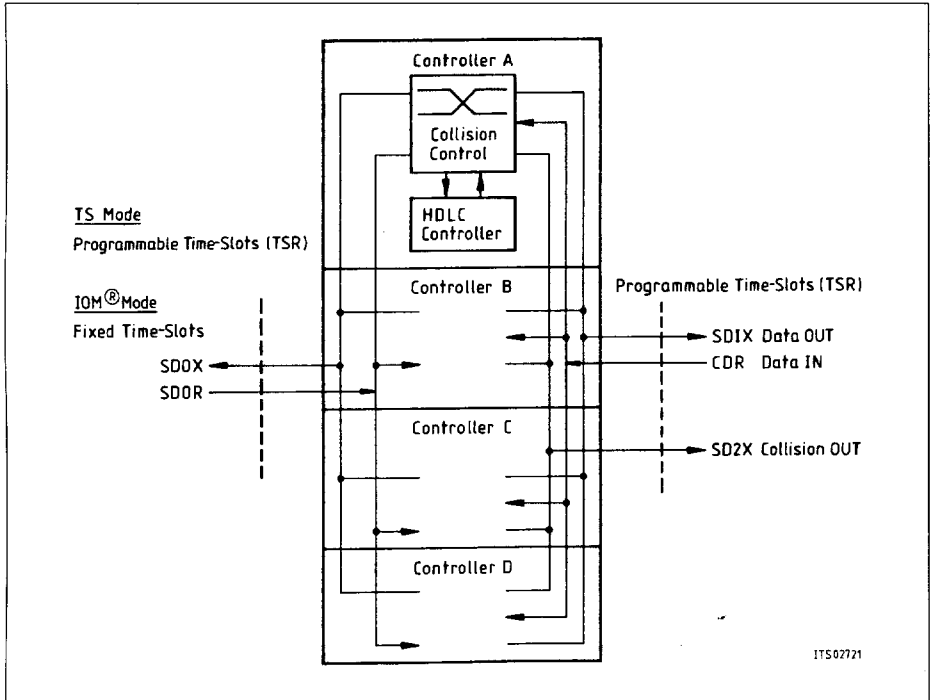 Controller A
Collision
Control
HDLC
Controller
TS Mode
Programmable Time-Slots (TSR)
IOM®Mode
Fixed Time-Slots
SD0X
SD0R
Controller B
Programmable Time-Slots (TSR)
SDIX Data OUT
CDR Data IN
Controller C
SD2X Collision OUT
Controller D
ITS02721